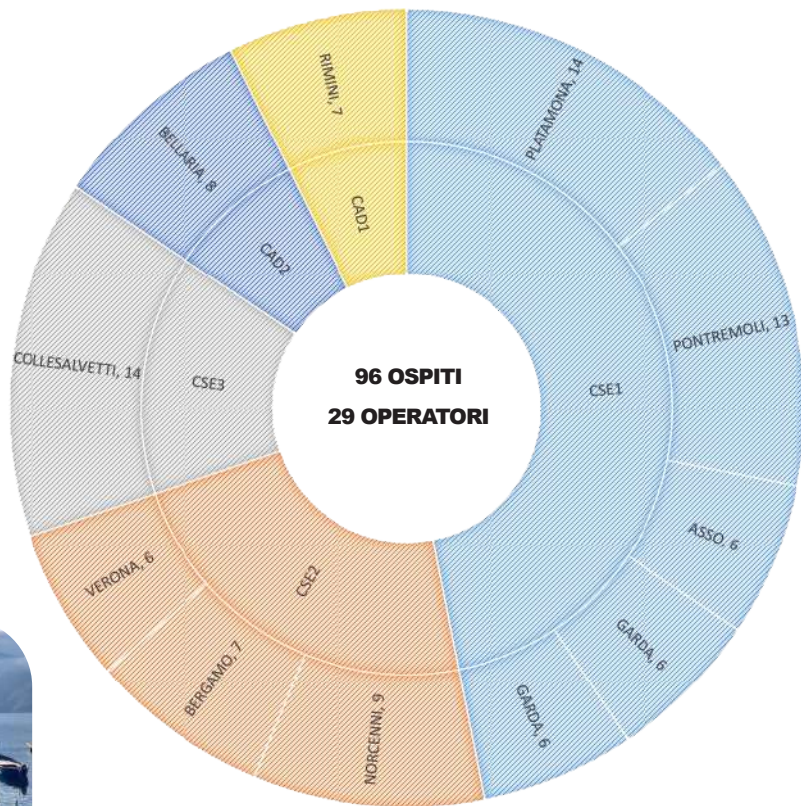 PLATAMONA, 14
PONTREMOLI, 13
ASSO, 6
GARDA, 6
GARDA, 6
CSE1
NORCENNI, 9
BERGAMO, 7
VERONA, 6
CSE2
COLLESALVETTI, 14
CSE3
BELLARIA, 8
CAD2
RIMINI, 7
CAD1
96 OSPITI
29 OPERATORI